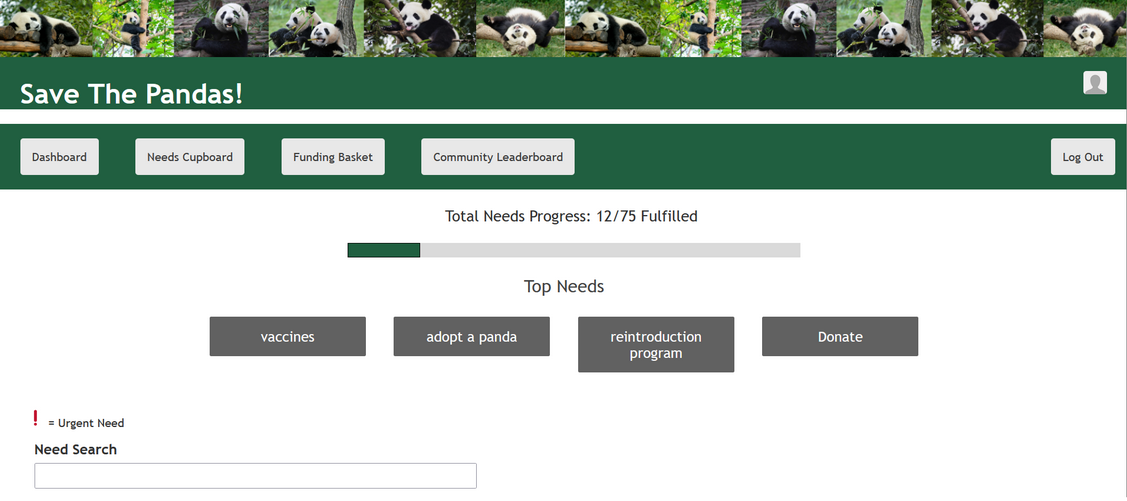 Save The Pandas!
Dashboard
Needs Cupboard
Funding Basket
Community Leaderboard
Log Out
Total Needs Progress: 12/75 Fulfilled
Top Needs
vaccines
adopt a panda
reintroduction
program
Donate
! = Urgent Need
Need Search